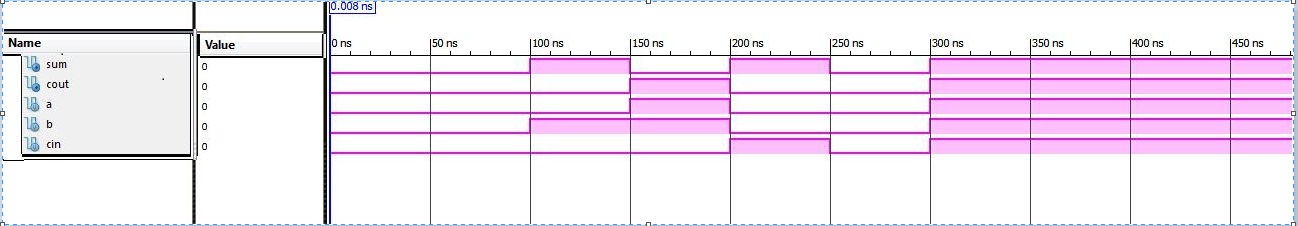 0.008 ns
Name
Value
0 ns
50 ns
100 ns
150 ns
200 ns
250 ns
300 ns
350 ns
400 ns
450 ns
sum
0
cout
0
a
0
b
0
cin
0